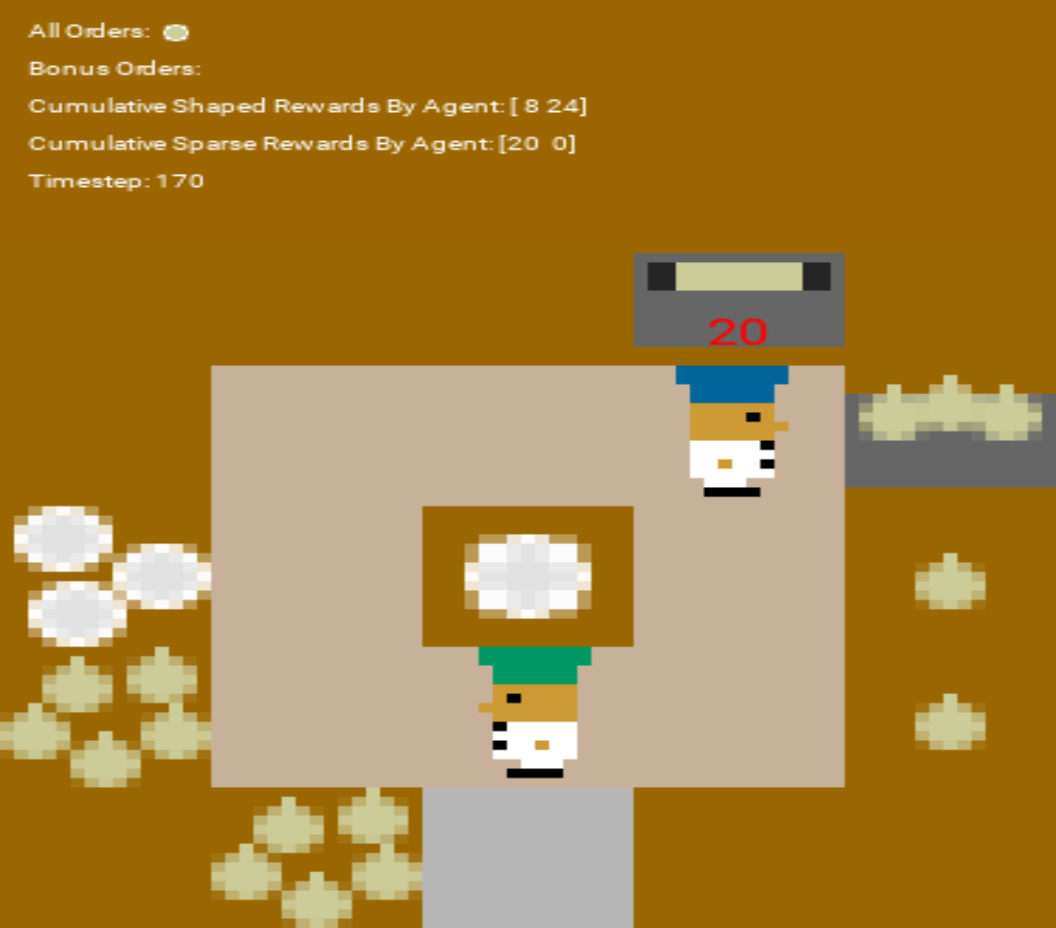 All Orders:
Bonus Orders:
Cumulative Shaped Rewards By Agent: [ 8 24]
Cumulative Sparse Rewards By Agent: [20  0]
Timestep: 170
20